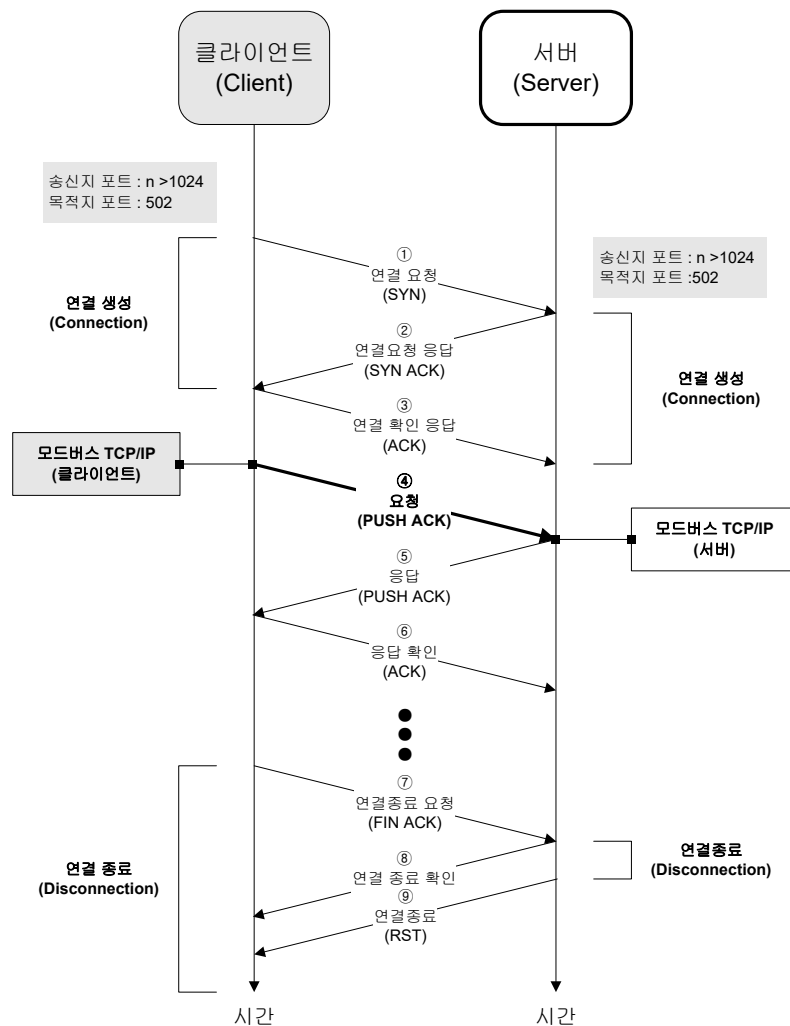 클라이언트
(Client)
서버
(Server)
송신지 포트 : n >1024
목적지 포트 : 502
송신지 포트 : n >1024
목적지 포트 :502
①
연결 요청
(SYN)
연결 생성
(Connection)
②
연결요청 응답
(SYN ACK)
연결 생성
(Connection)
③
연결 확인 응답
(ACK)
모드버스 TCP/IP
(클라이언트)
④
요청
(PUSH ACK)
모드버스 TCP/IP
(서버)
⑤
응답
(PUSH ACK)
⑥
응답 확인
(ACK)
⑦
연결종료 요청
(FIN ACK)
연결 종료
(Disconnection)
연결종료
(Disconnection)
⑧
연결 종료 확인
⑨
연결종료
(RST)
시간
시간